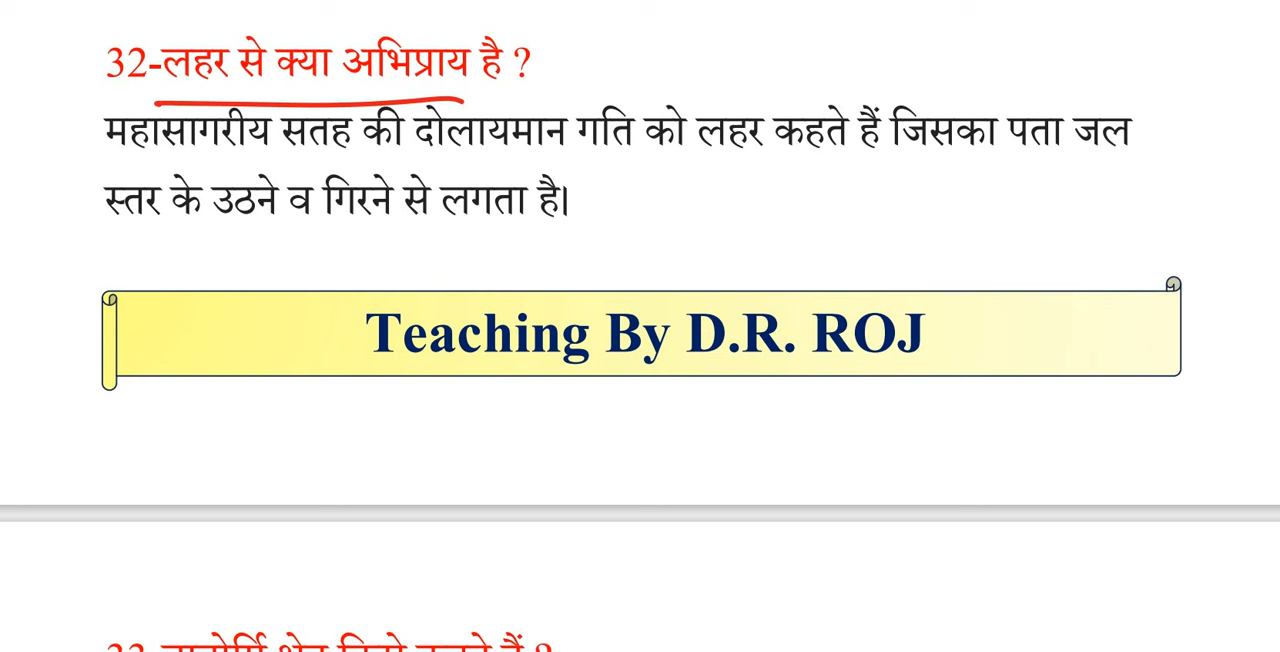 32-लहर से क्या अभिप्राय है ?
महासागरीय सतह की दोलायमान गति को लहर कहते हैं जिसका पता जल
स्तर के उठने व गिरने से लगता है।
Teaching By D.R. ROJ